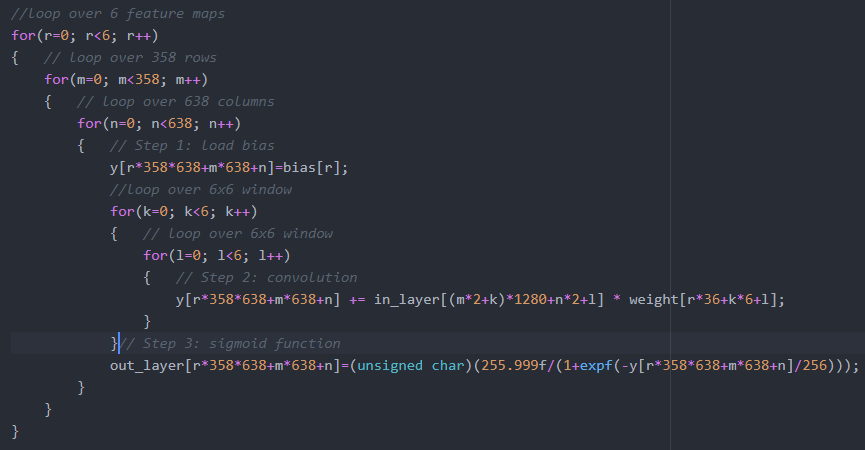 //loop over 6 feature maps
for(r=0; r<6; r++)
{   // loop over 358 rows
    for(m=0; m<358; m++)
    {   // loop over 638 columns
        for(n=0; n<638; n++)
        {   // Step 1: load bias
            y[r*358*638+m*638+n]=bias[r];
            //loop over 6x6 window
            for(k=0; k<6; k++)
            {   // loop over 6x6 window
                for(l=0; l<6; l++)
                {   // Step 2: convolution
                    y[r*358*638+m*638+n] += in_layer[(m*2+k)*1280+n*2+l] * weight[r*36+k*6+l];
                }
            }// Step 3: sigmoid function
            out_layer[r*358*638+m*638+n]=(unsigned char)(255.999f/(1+expf(-y[r*358*638+m*638+n]/256)));
        }
    }
}